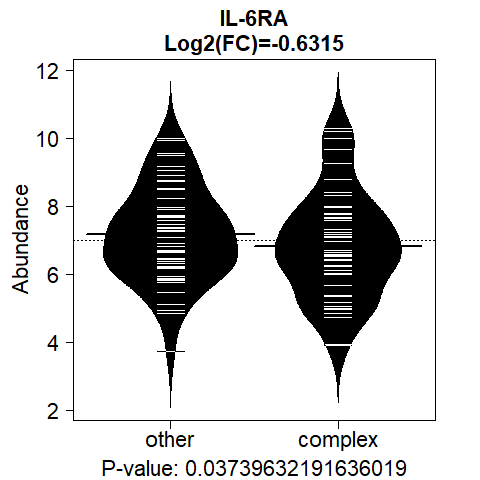 IL-6RA
Log2(FC)=-0.6315
12
10
8
6
4
2
Abundance
other complex
P-value: 0.03739632191636019